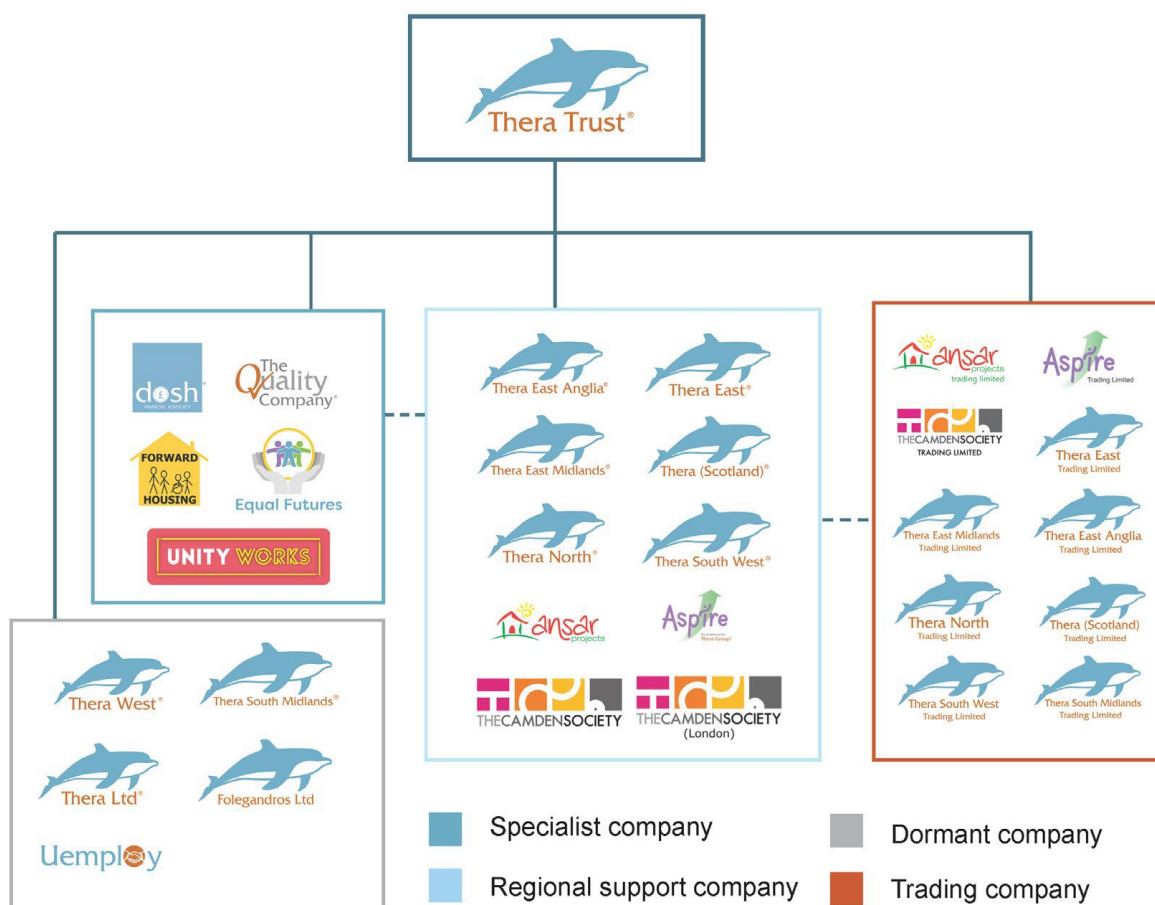 Thera Trust®
dosh®
FINANCIAL ADVOCACY
The
Quality
Company®
FORWARD
HOUSING
Equal Futures
UNITY WORKS
Thera East Anglia®
Thera East®
Thera East Midlands®
Thera (Scotland)®
Thera North®
Thera South West®
ansar
projects
Aspire
THECAMDENSOCIETY
THECAMDENSOCIETY
(London)
ansar
projects
trading limited
Aspire
Trading Limited
THECAMDENSOCIETY
TRADING LIMITED
Thera East
Trading Limited
Thera East Midlands
Trading Limited
Thera East Anglia
Trading Limited
Thera North
Trading Limited
Thera (Scotland)
Trading Limited
Thera South West
Trading Limited
Thera South Midlands
Trading Limited
Thera West®
Thera South Midlands®
Thera Ltd®
Folegandros Ltd
Uemploy
Specialist company
Dormant company
Regional support company
Trading company